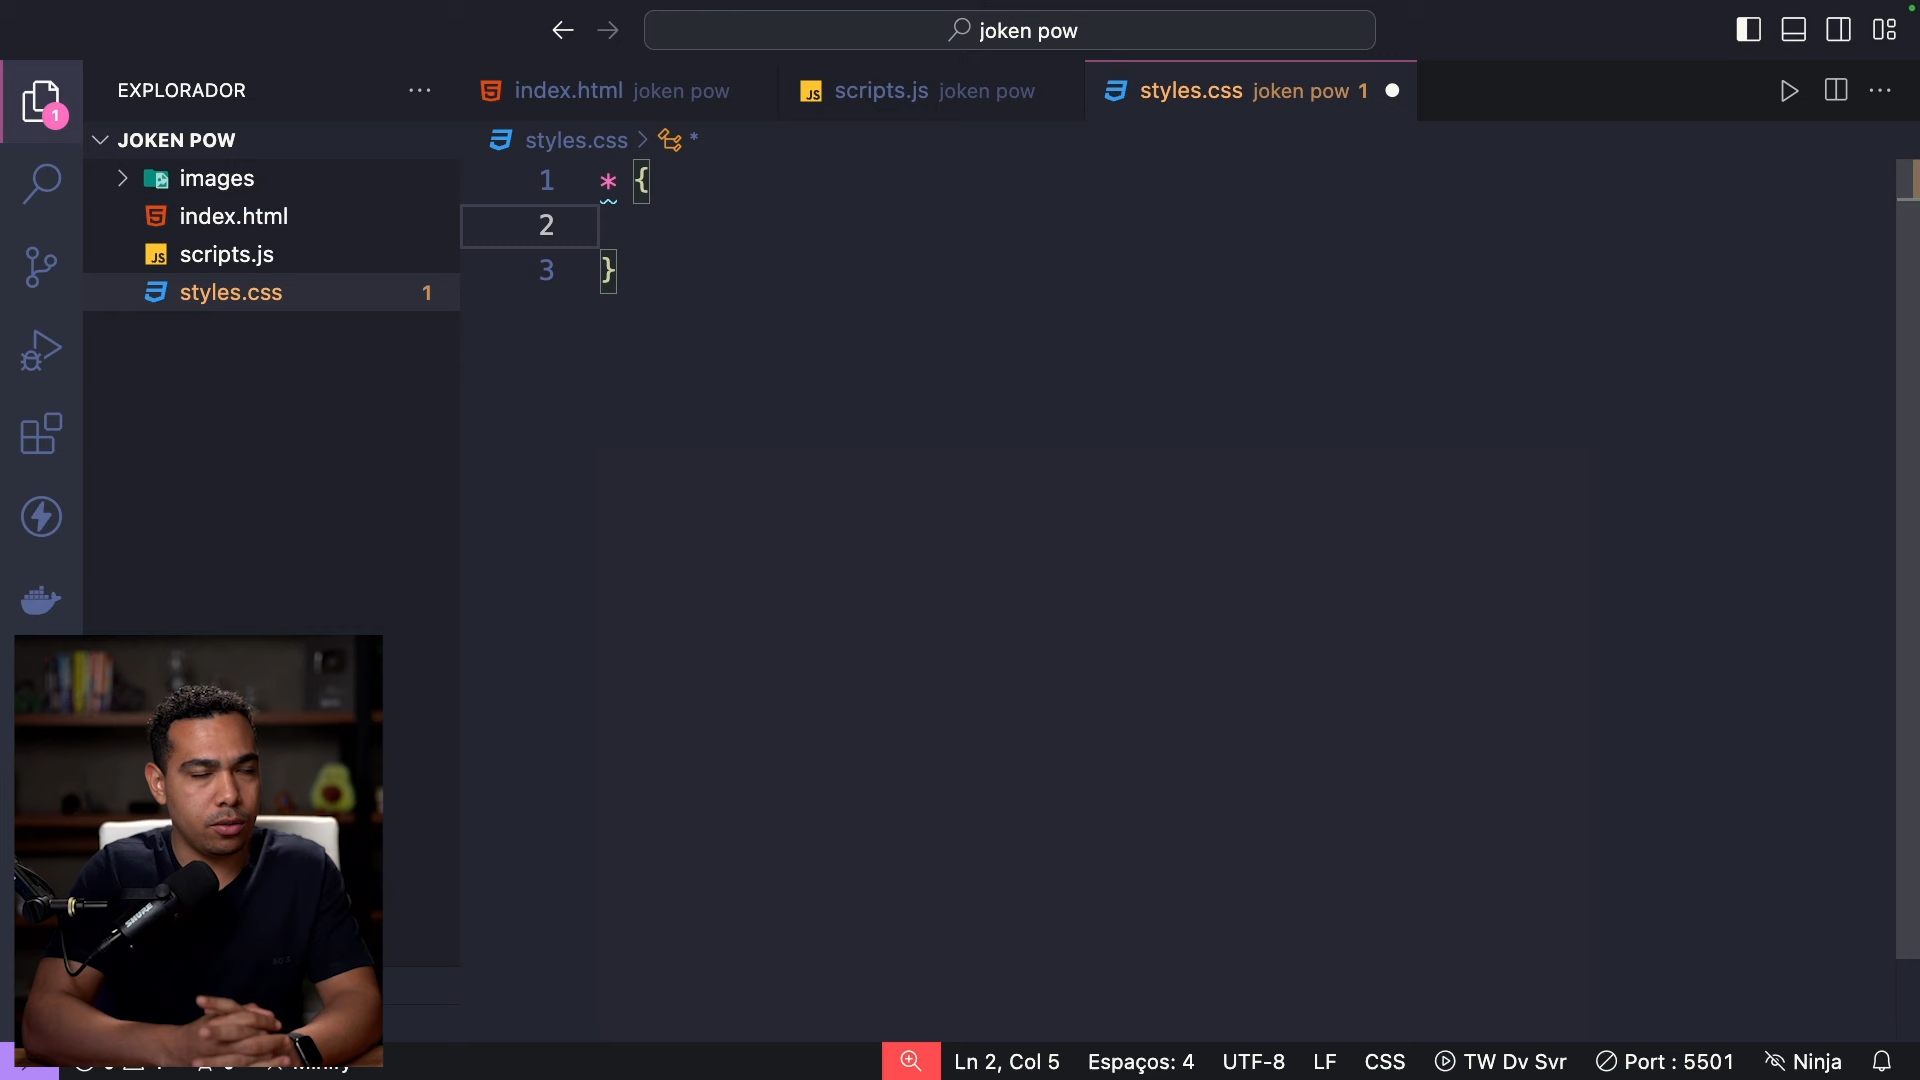 joken pow
1
EXPLORADOR
index.html joken pow
scripts.js joken pow
styles.css joken pow 1
JOKEN POW
images
index.html
scripts.js
styles.css 1
styles.css > *
1 * {
2
3 }
SHURE
Ln 2, Col 5 Espaços: 4 UTF-8 LF CSS TW Dv Svr Port : 5501 Ninja